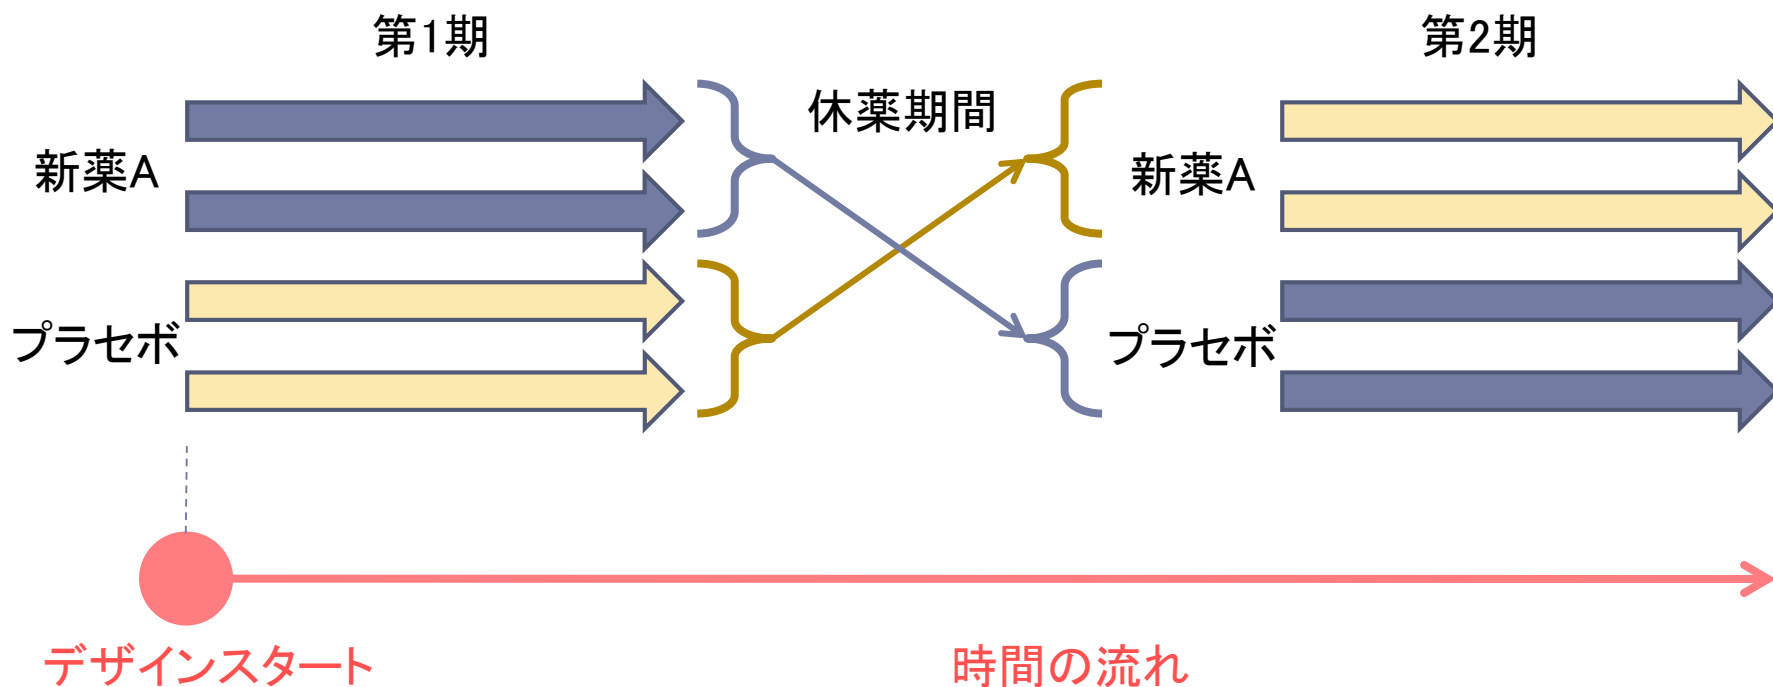 第1期
第2期
休薬期間
新薬A
新薬A
プラセボ
プラセボ
デザインスタート
時間の流れ